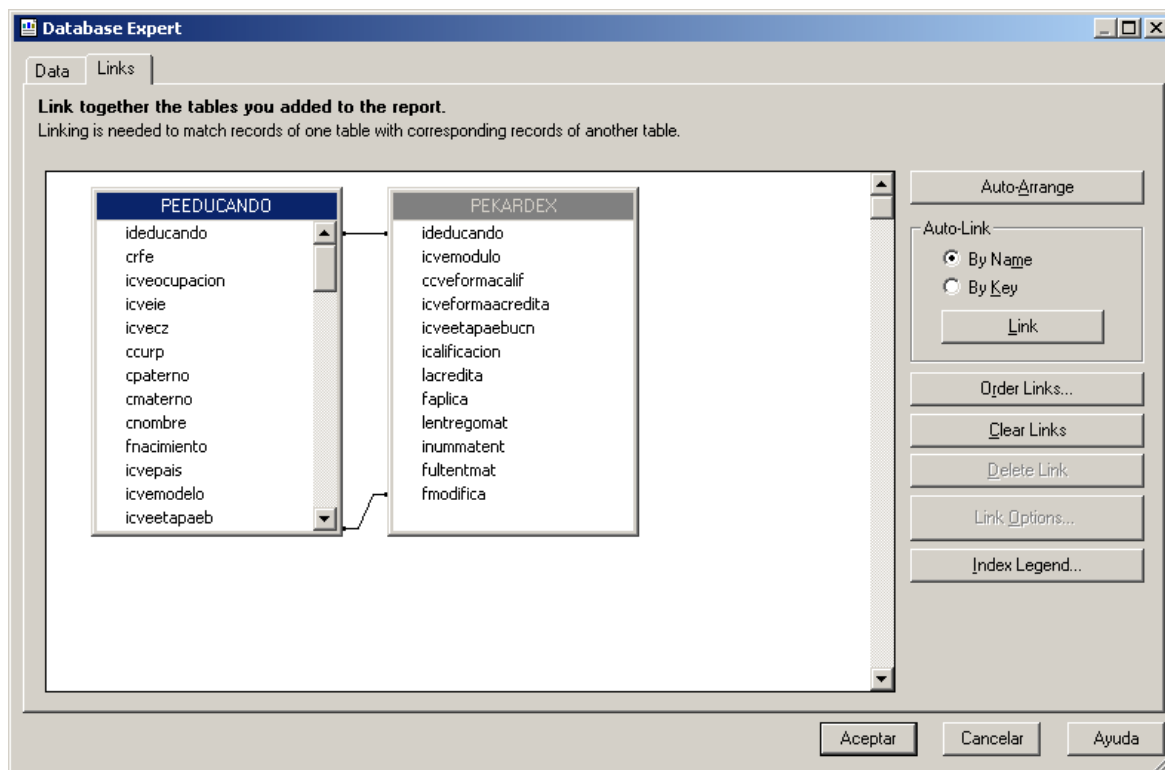 Database Expert
Data
Links
Link together the tables you added to the report.
Linking is needed to match records of one table with corresponding records of another table.
PEEDUCANDO
ideducando
crfe
icveocupacion
icveie
icvecz
ccurp
cpaterno
cmaterno
cnombre
fnacimiento
icvepais
icvemodelo
icveetapaeb
PEKARDEX
ideducando
icvemodulo
ccveformacalif
icveformaacredita
icveetapaebucn
icalificacion
lacredita
faplica
lentregomat
inummatent
fultentmat
fmodifica
Auto-Arrange
Auto-Link
By Name
By Key
Link
Order Links...
Clear Links
Delete Link
Link Options...
Index Legend...
Aceptar
Cancelar
Ayuda